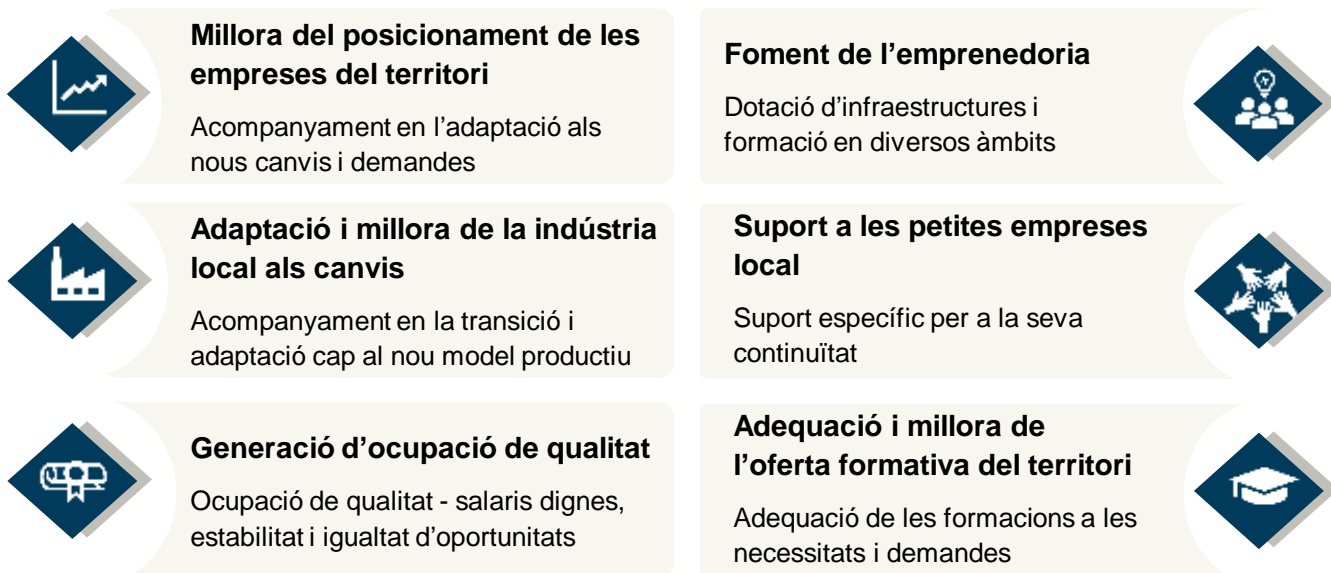 Millora del posicionament de les
empreses del territori
Acompanyament en l’adaptació als
nous canvis i demandes
Foment de l’emprenedoria
Dotació d’infraestructures i
formació en diversos àmbits
Adaptació i millora de la indústria
local als canvis
Acompanyament en la transició i
adaptació cap al nou model productiu
Suport a les petites empreses
local
Suport específic per a la seva
continuïtat
Generació d’ocupació de qualitat
Ocupació de qualitat - salaris dignes,
estabilitat i igualtat d’oportunitats
Adequació i millora de
l’oferta formativa del territori
Adequació de les formacions a les
necessitats i demandes